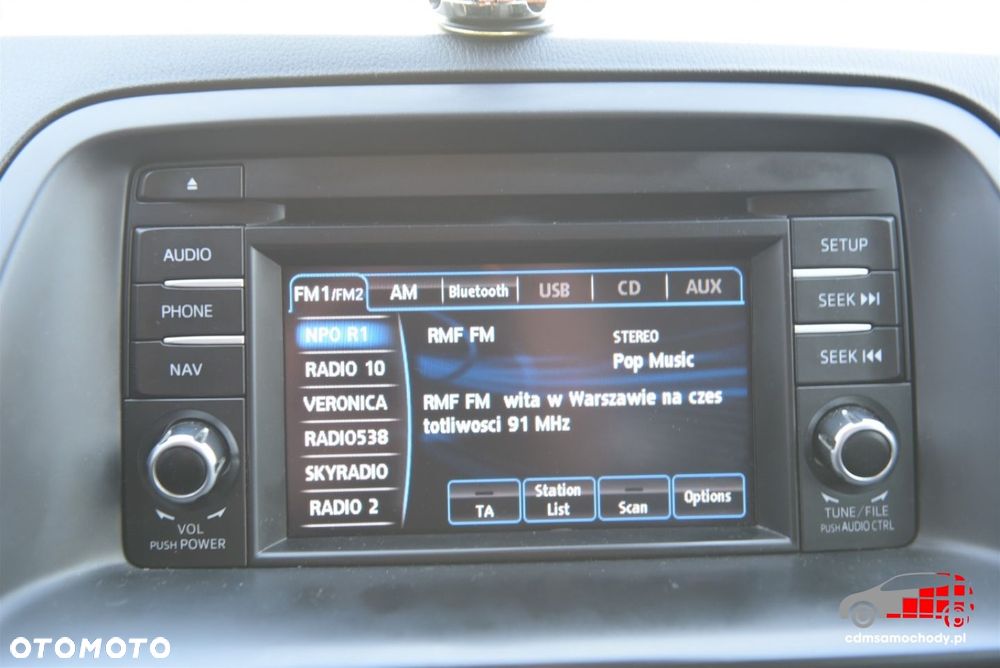 AUDIO
PHONE
NAV
VOL
PUSH POWER
FM1/FM2
AM
Bluetooth
USB
CD
AUX
NPO R1
RADIO 10
VERONICA
RADIO538
SKYRADIO
RADIO 2
RMF FM
STEREO
Pop Music
RMF FM wita w Warszawie na czes
totliwosci 91 MHz
TA
Station
List
Scan
Options
SETUP
SEEK
SEEK
TUNE/FILE
PUSH AUDIO CTRL
OTOMOTO
cdmsamochody.pl